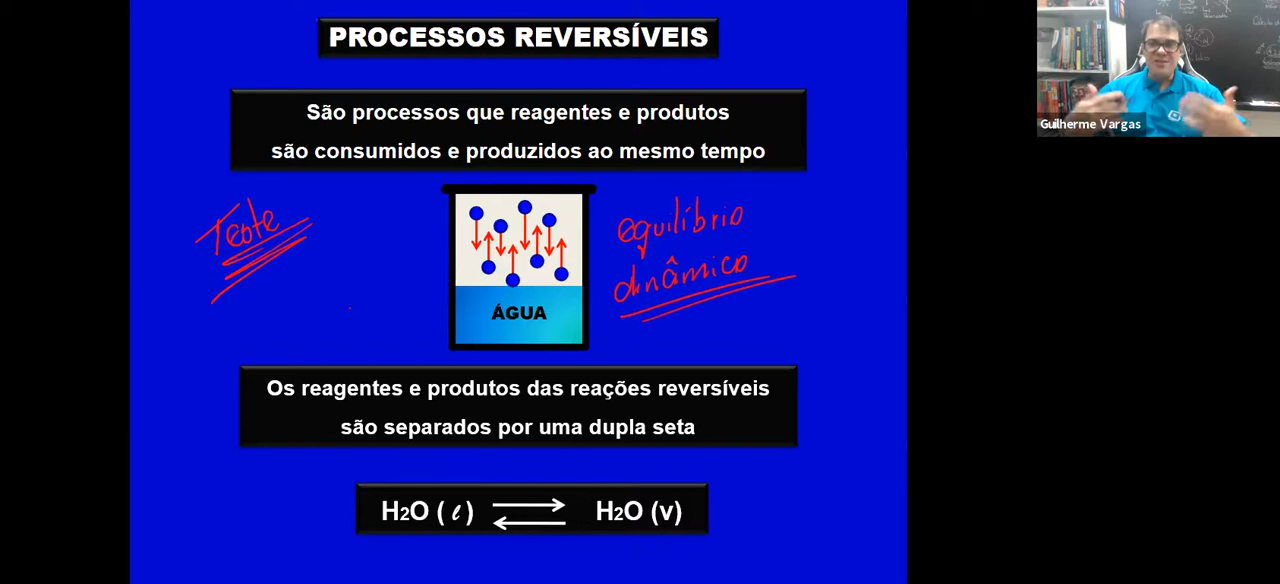 PROCESSOS REVERSÍVEIS
Guilherme Vargas
São processos que reagentes e produtos
são consumidos e produzidos ao mesmo tempo
Teste
equilíbrio
dinâmico
ÁGUA
Os reagentes e produtos das reações reversíveis
são separados por uma dupla seta
H2O (ℓ) ⇌ H2O (v)